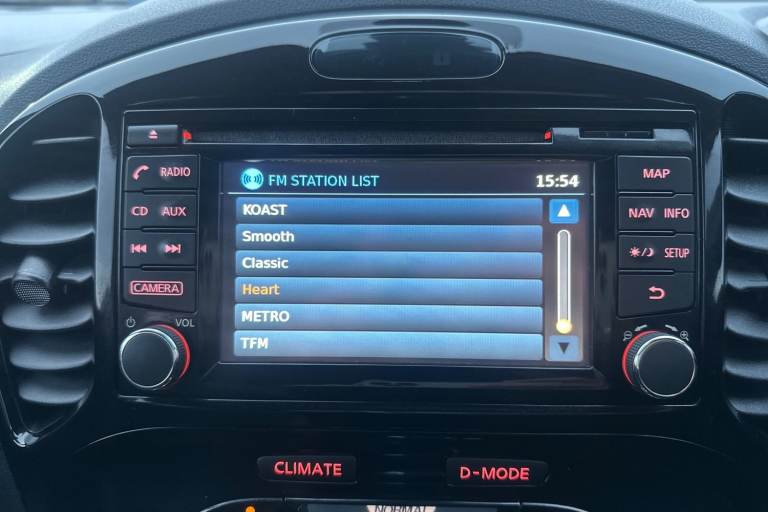 RADIO
CD AUX
CAMERA
VOL
FM STATION LIST 15:54
KOAST
Smooth
Classic
Heart
METRO
TFM
MAP
NAV INFO
SETUP
CLIMATE
D-MODE
NORMAL